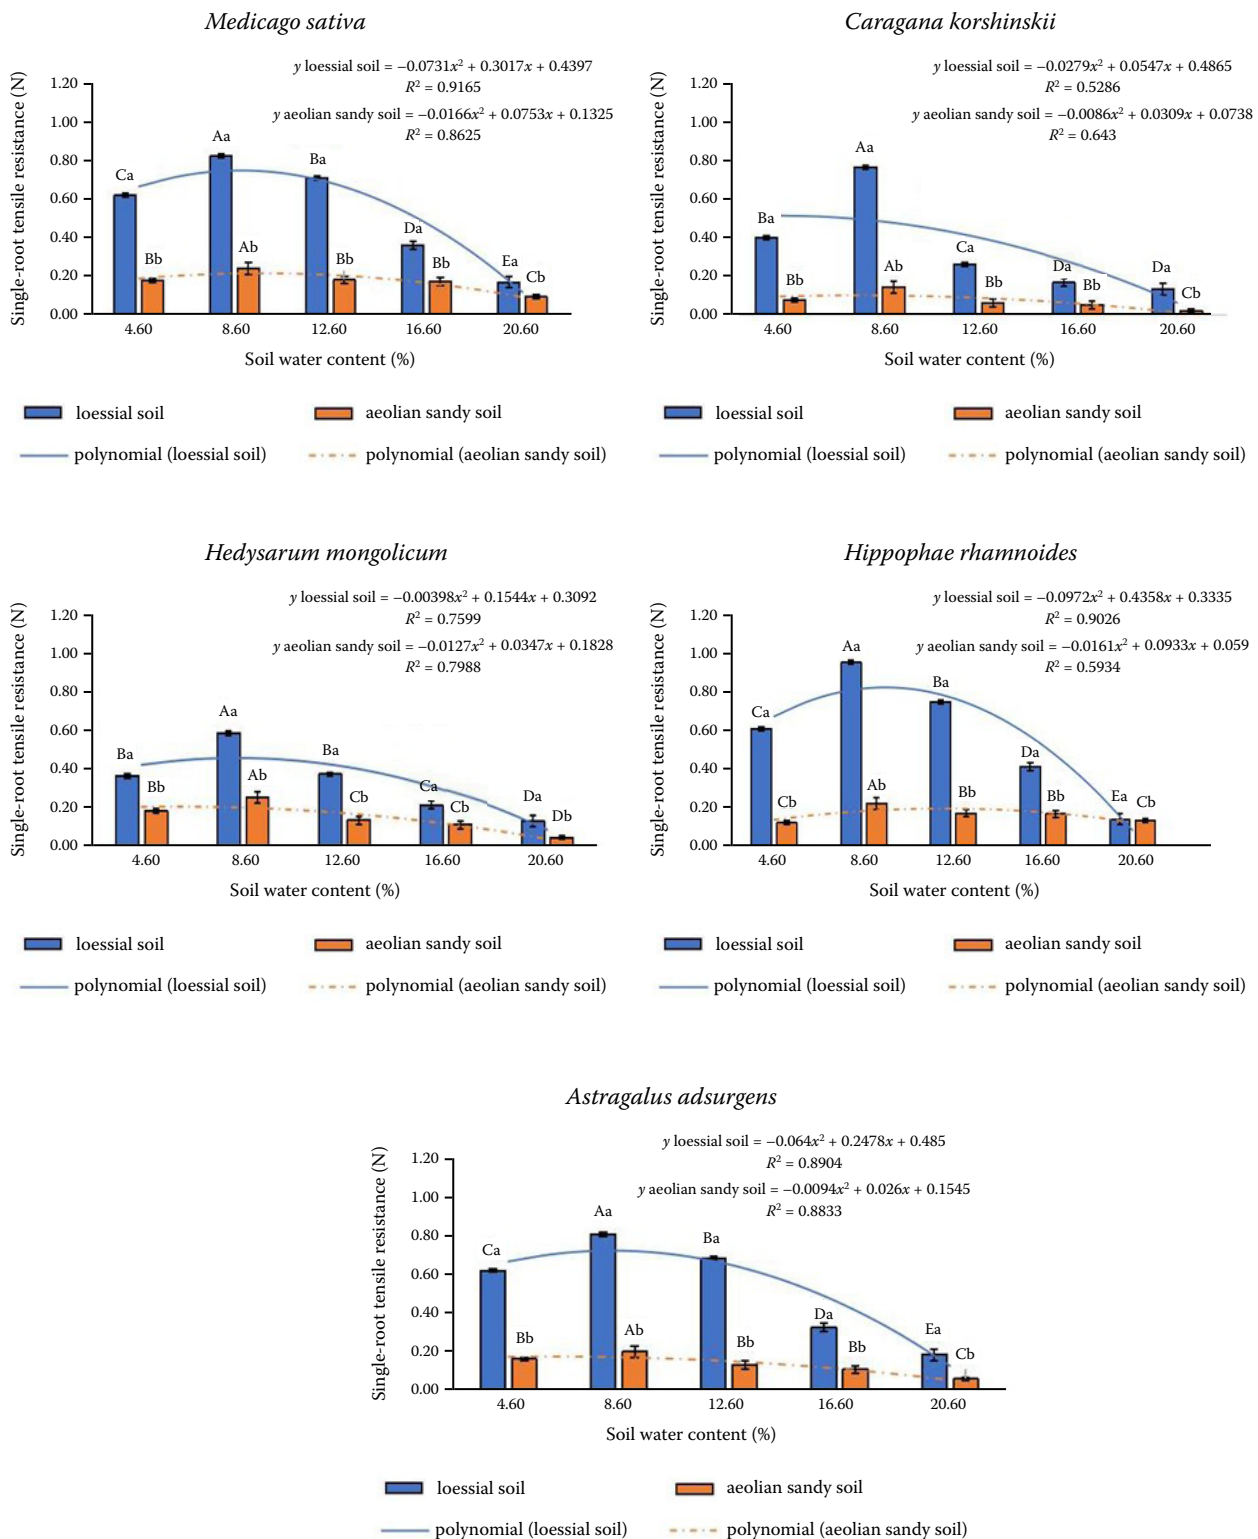 Medicago sativa
y loessial soil = −0.0731x² + 0.3017x + 0.4397
R² = 0.9165
y aeolian sandy soil = −0.0166x² + 0.0753x + 0.1325
R² = 0.8625
Single-root tensile resistance (N)
1.20
1.00
0.80
0.60
0.40
0.20
0.00
Ca Bb Aa Ab Ba Bb Da Bb Ea Cb
4.60 8.60 12.60 16.60 20.60
Soil water content (%)
loessial soil aeolian sandy soil
polynomial (loessial soil) polynomial (aeolian sandy soil)
Caragana korshinskii
y loessial soil = −0.0279x² + 0.0547x + 0.4865
R² = 0.5286
y aeolian sandy soil = −0.0086x² + 0.0309x + 0.0738
R² = 0.643
Single-root tensile resistance (N)
1.20
1.00
0.80
0.60
0.40
0.20
0.00
Ba Bb Aa Ab Ca Bb Da Bb Da Cb
4.60 8.60 12.60 16.60 20.60
Soil water content (%)
loessial soil aeolian sandy soil
polynomial (loessial soil) polynomial (aeolian sandy soil)
Hedysarum mongolicum
y loessial soil = −0.00398x² + 0.1544x + 0.3092
R² = 0.7599
y aeolian sandy soil = −0.0127x² + 0.0347x + 0.1828
R² = 0.7988
Single-root tensile resistance (N)
1.20
1.00
0.80
0.60
0.40
0.20
0.00
Ba Bb Aa Ab Ba Cb Ca Cb Da Db
4.60 8.60 12.60 16.60 20.60
Soil water content (%)
loessial soil aeolian sandy soil
polynomial (loessial soil) polynomial (aeolian sandy soil)
Hippophae rhamnoides
y loessial soil = −0.0972x² + 0.4358x + 0.3335
R² = 0.9026
y aeolian sandy soil = −0.0161x² + 0.0933x + 0.059
R² = 0.5934
Single-root tensile resistance (N)
1.20
1.00
0.80
0.60
0.40
0.20
0.00
Ca Cb Aa Ab Ba Bb Da Bb Ea Cb
4.60 8.60 12.60 16.60 20.60
Soil water content (%)
loessial soil aeolian sandy soil
polynomial (loessial soil) polynomial (aeolian sandy soil)
Astragalus adsurgens
y loessial soil = −0.064x² + 0.2478x + 0.485
R² = 0.8904
y aeolian sandy soil = −0.0094x² + 0.026x + 0.1545
R² = 0.8833
Single-root tensile resistance (N)
1.20
1.00
0.80
0.60
0.40
0.20
0.00
Ca Bb Aa Ab Ba Bb Da Bb Ea Cb
4.60 8.60 12.60 16.60 20.60
Soil water content (%)
loessial soil aeolian sandy soil
polynomial (loessial soil) polynomial (aeolian sandy soil)